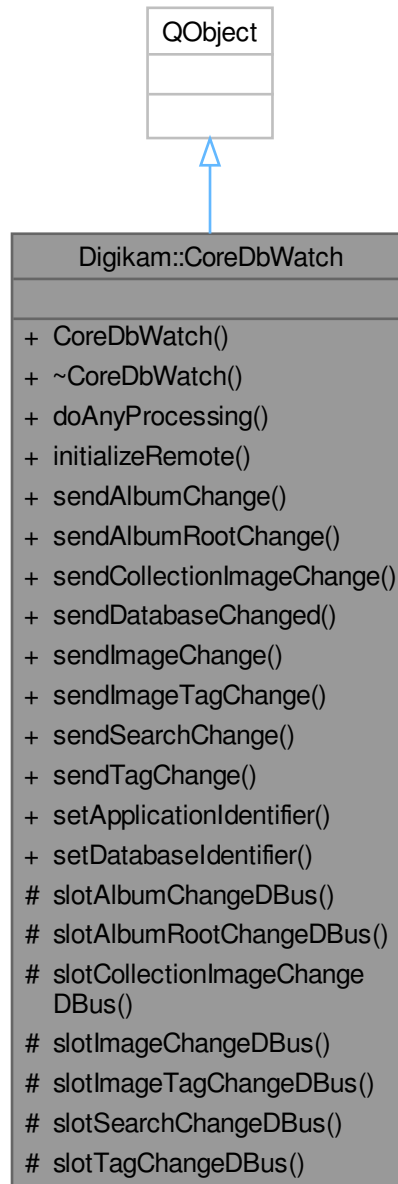 QObject
Digikam::CoreDbWatch
+ CoreDbWatch()
+ ~CoreDbWatch()
+ doAnyProcessing()
+ initializeRemote()
+ sendAlbumChange()
+ sendAlbumRootChange()
+ sendCollectionImageChange()
+ sendDatabaseChanged()
+ sendImageChange()
+ sendImageTagChange()
+ sendSearchChange()
+ sendTagChange()
+ setApplicationIdentifier()
+ setDatabaseIdentifier()
# slotAlbumChangeDBus()
# slotAlbumRootChangeDBus()
# slotCollectionImageChange
DBus()
# slotImageChangeDBus()
# slotImageTagChangeDBus()
# slotSearchChangeDBus()
# slotTagChangeDBus()